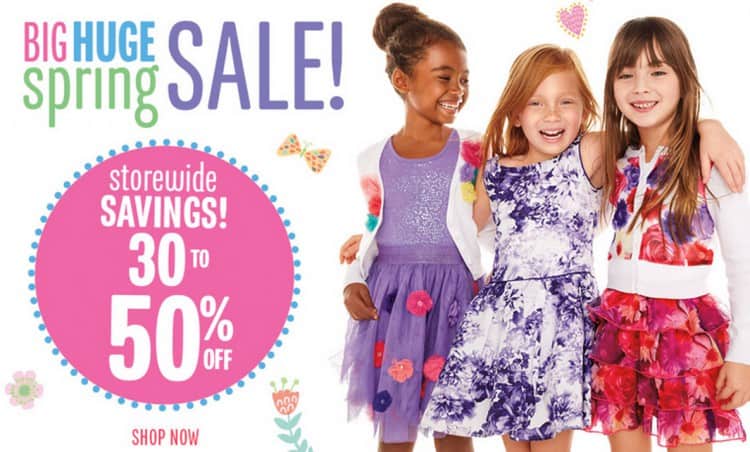 BIG HUGE
spring SALE!
storewide
SAVINGS!
30 TO
50% OFF
SHOP NOW